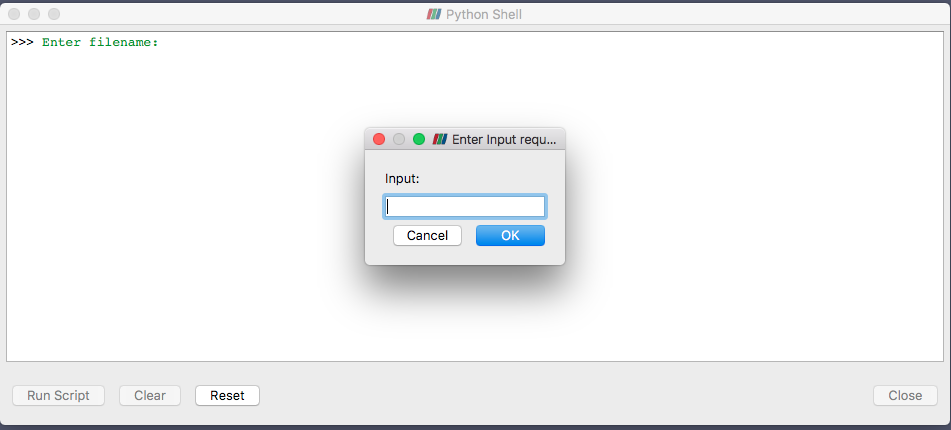 Python Shell
>>> Enter filename:
Enter Input requ...
Input:
Cancel
OK
Run Script
Clear
Reset
Close